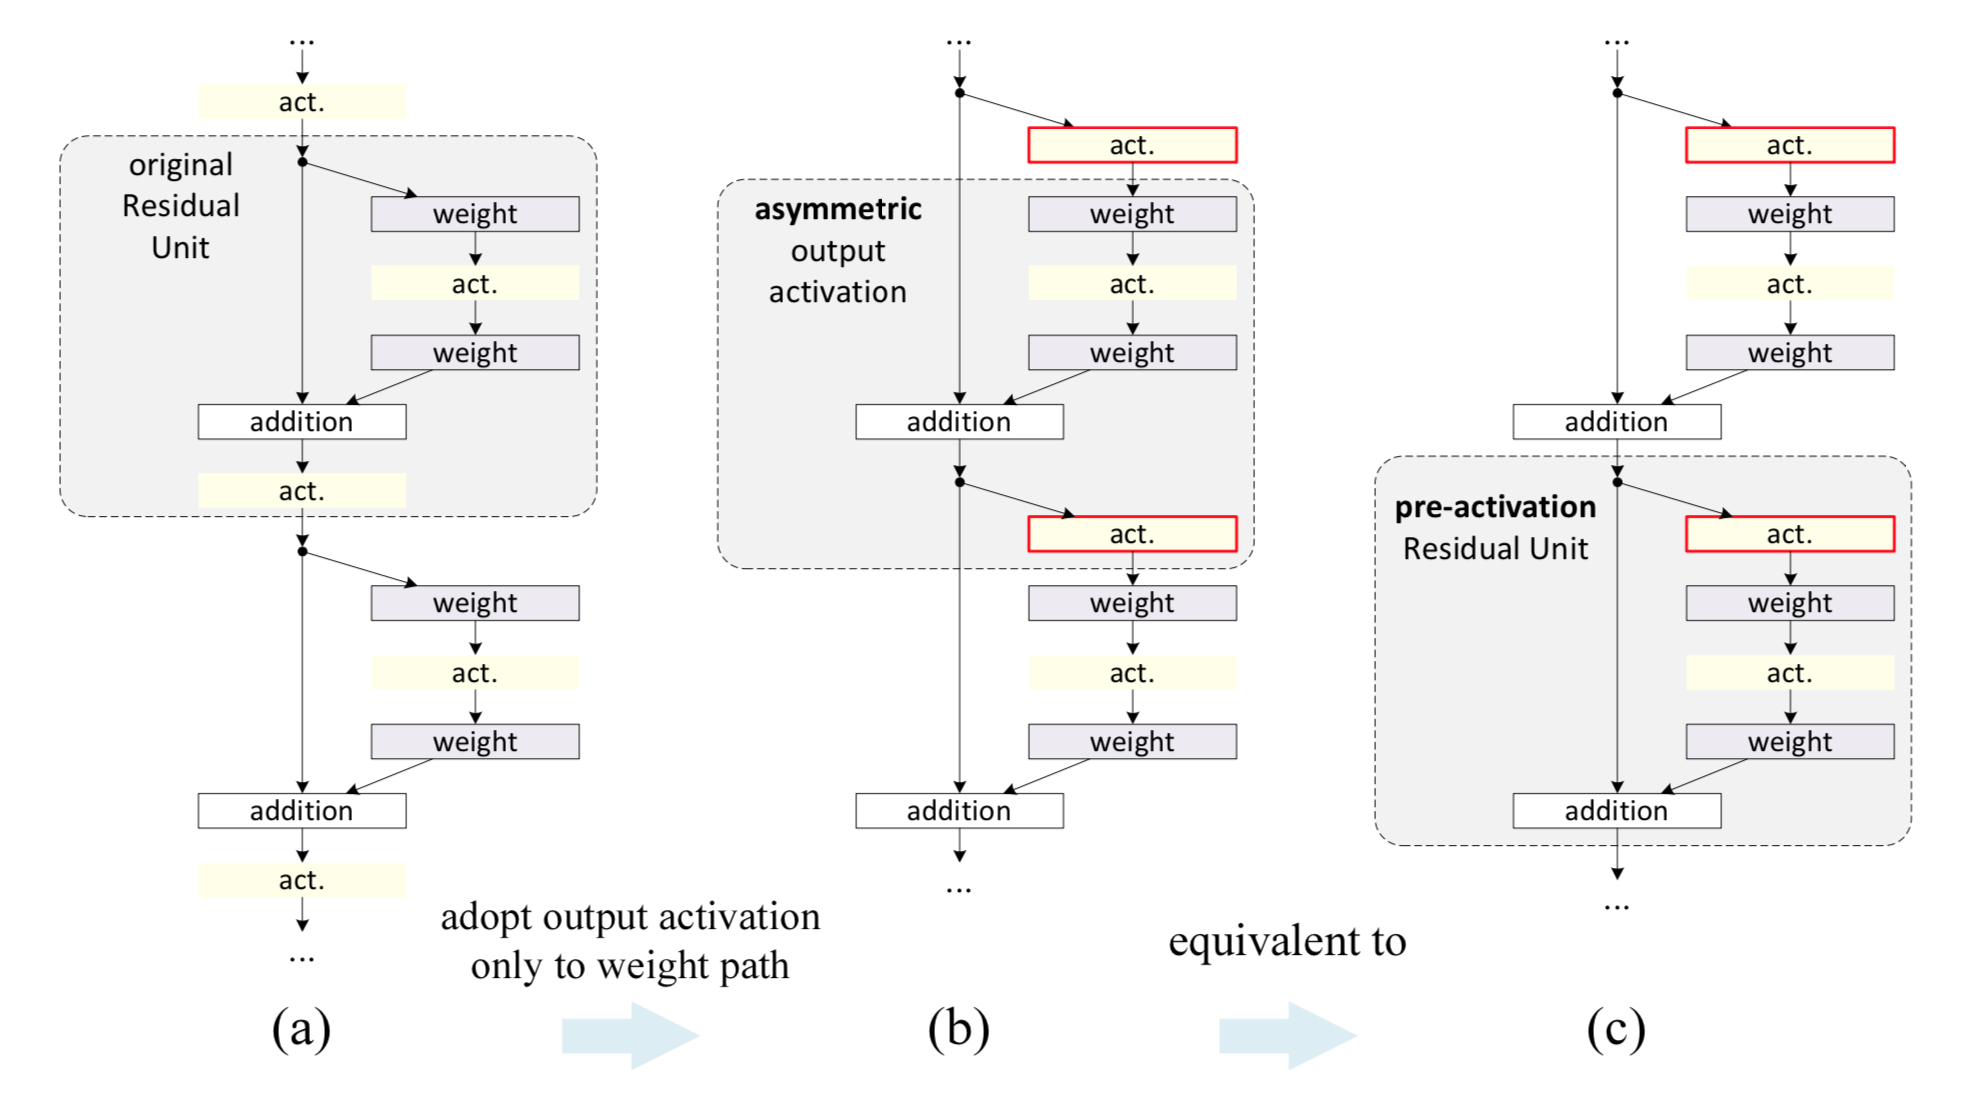 ...
act.
original
Residual
Unit
weight
act.
weight
addition
act.
weight
act.
weight
addition
act.
...
adopt output activation
only to weight path
(a)
...
act.
asymmetric
output
activation
weight
act.
weight
addition
act.
weight
act.
weight
addition
...
equivalent to
(b)
...
act.
weight
act.
weight
addition
pre-activation
Residual Unit
act.
weight
act.
weight
addition
...
(c)